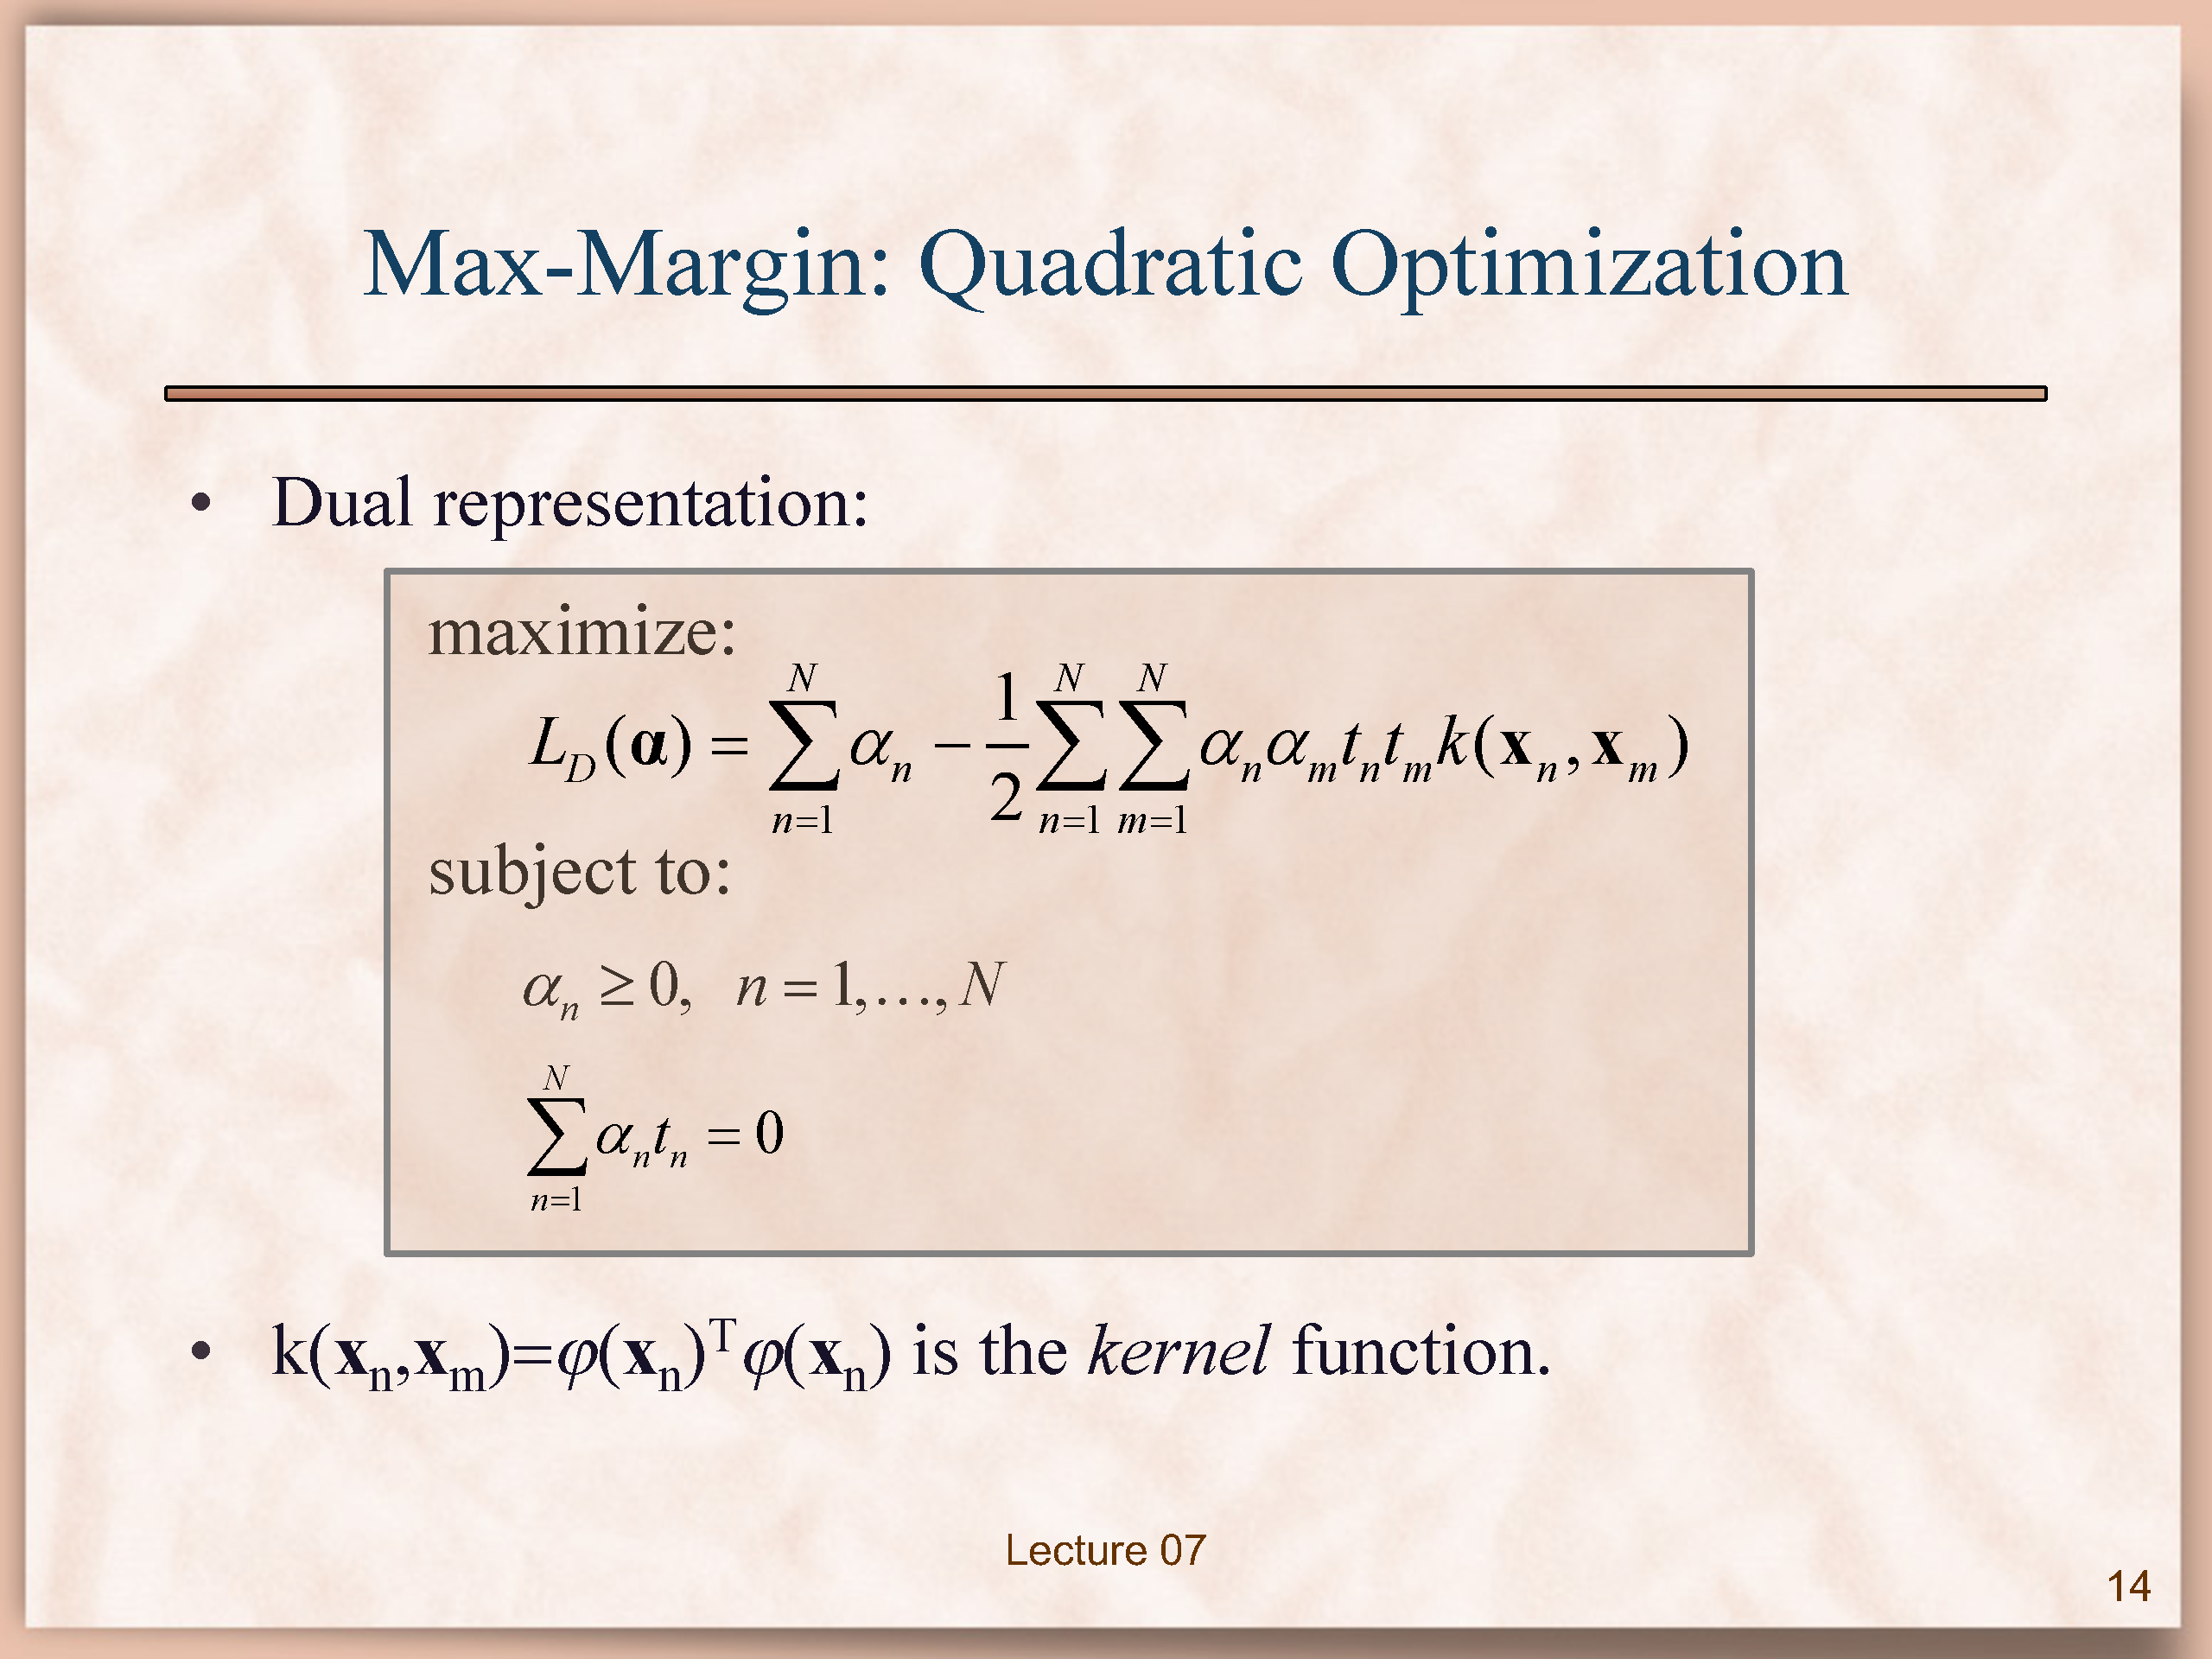 Max-Margin: Quadratic Optimization
• Dual representation:
maximize:
$L_D(\boldsymbol{\alpha}) = \sum_{n=1}^{N} \alpha_n - \frac{1}{2} \sum_{n=1}^{N} \sum_{m=1}^{N} \alpha_n \alpha_m t_n t_m k(\mathbf{x}_n, \mathbf{x}_m)$
subject to:
$\alpha_n \geq 0, \quad n = 1, \ldots, N$
$\sum_{n=1}^{N} \alpha_n t_n = 0$
• $k(\mathbf{x}_n,\mathbf{x}_m)=\varphi(\mathbf{x}_n)^T\varphi(\mathbf{x}_n)$ is the kernel function.
Lecture 07
14